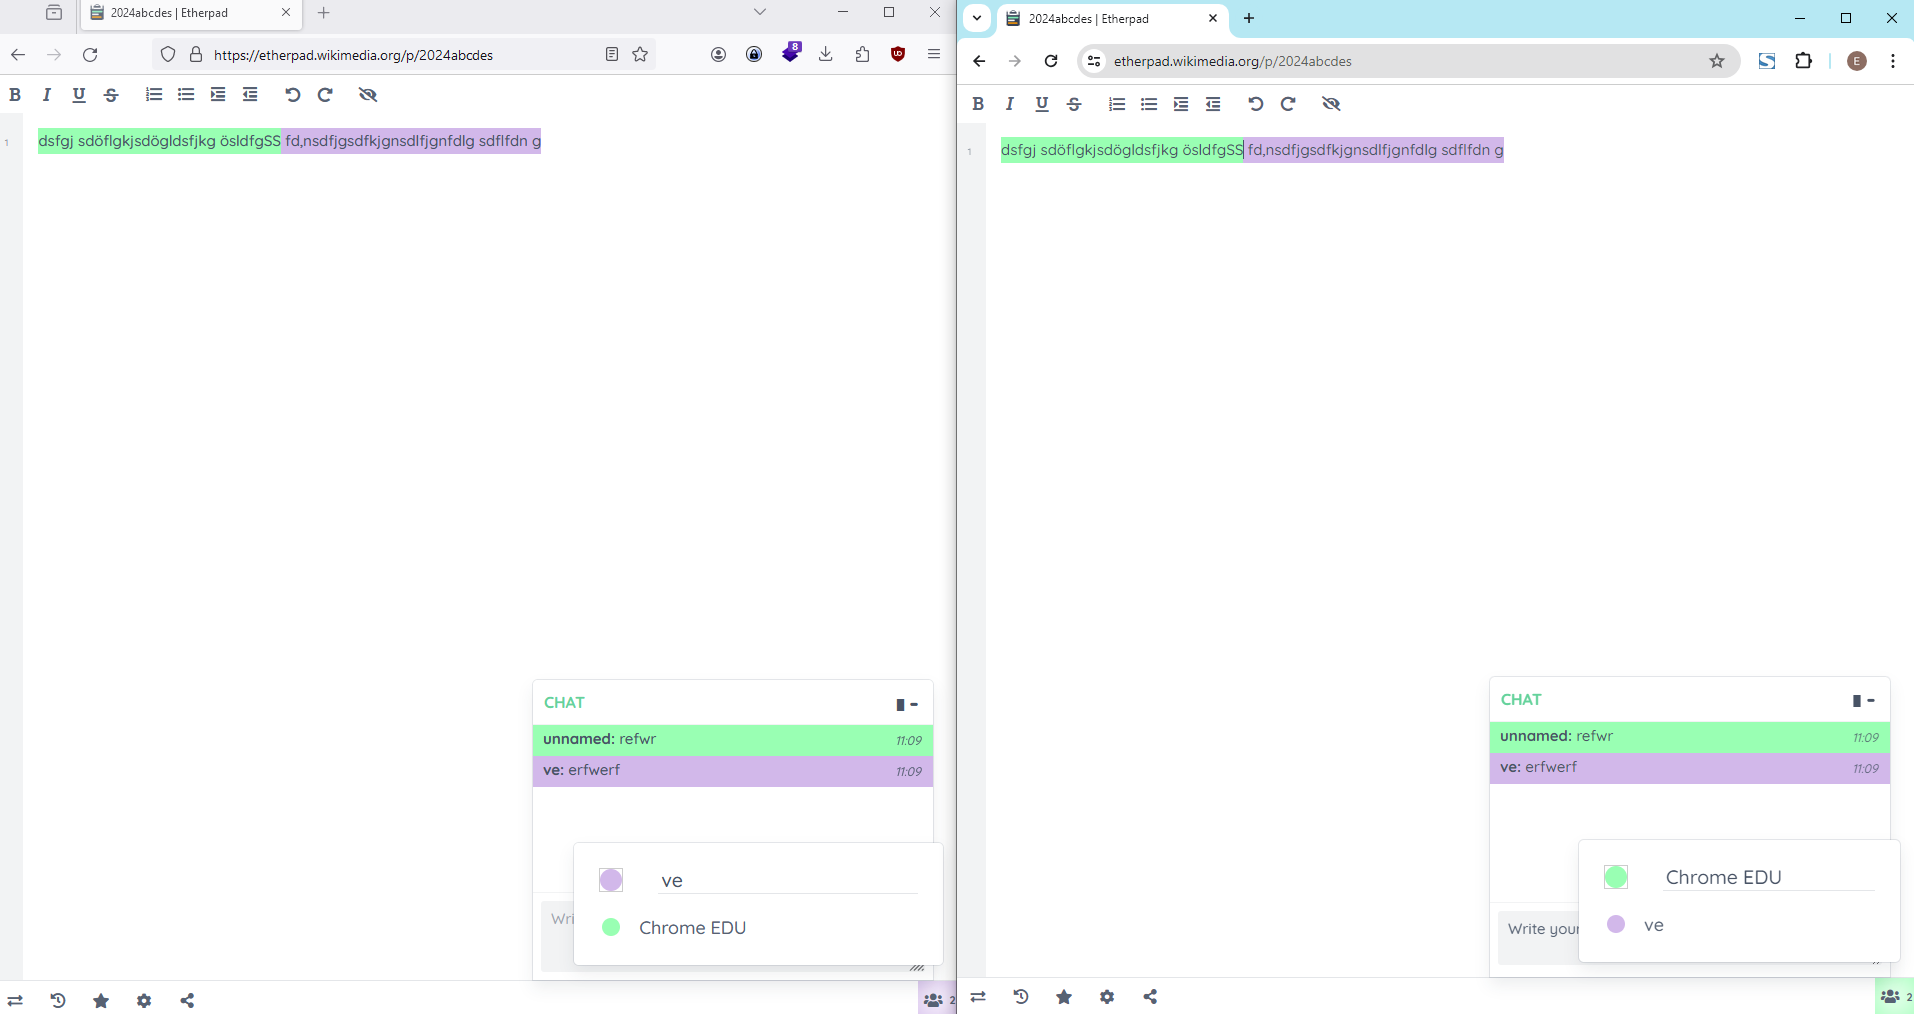 2024abcdes | Etherpad
https://etherpad.wikimedia.org/p/2024abcdes
8
B I U S
1
dsfgj sdöflgkjsdögldsfjkg ösldfgSS fd,nsdfjgsdfkjgnsdlfjgnfdlg sdflfdn g
CHAT
unnamed: refwr 11:09
ve: erfwerf 11:09
ve
Wri
Chrome EDU
2
2024abcdes | Etherpad
etherpad.wikimedia.org/p/2024abcdes
E
B I U S
1
dsfgj sdöflgkjsdögldsfjkg ösldfgSS fd,nsdfjgsdfkjgnsdlfjgnfdlg sdflfdn g
CHAT
unnamed: refwr 11:09
ve: erfwerf 11:09
Chrome EDU
Write your
ve
2